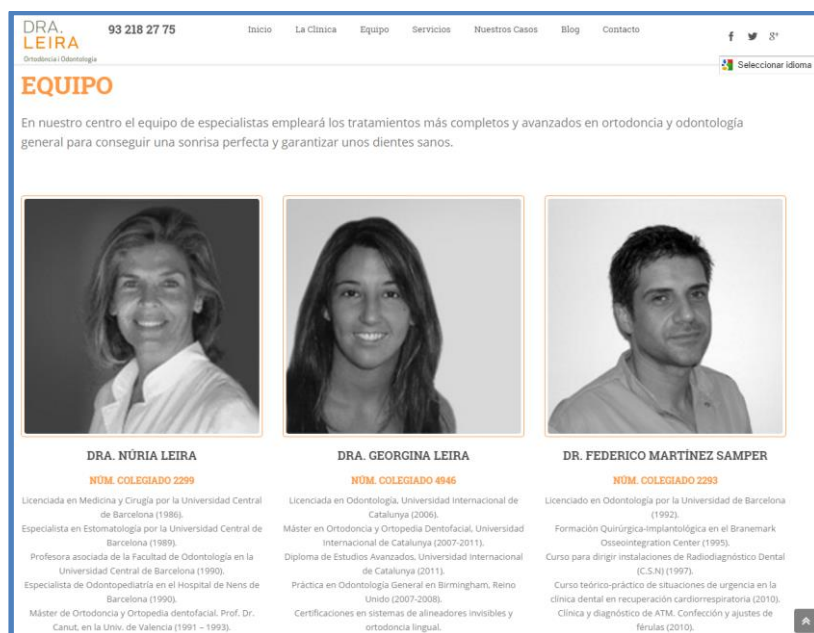 DRA.
LEIRA
Ortodòncia i Odontologia
93 218 27 75
Inicio La Clínica Equipo Servicios Nuestros Casos Blog Contacto
Seleccionar idioma
EQUIPO
En nuestro centro el equipo de especialistas empleará los tratamientos más completos y avanzados en ortodoncia y odontología
general para conseguir una sonrisa perfecta y garantizar unos dientes sanos.
DRA. NÚRIA LEIRA
NÚM. COLEGIADO 2299
Licenciada en Medicina y Cirugía por la Universidad Central
de Barcelona (1986).
Especialista en Estomatología por la Universidad Central de
Barcelona (1989).
Profesora asociada de la Facultad de Odontología en la
Universidad Central de Barcelona (1990).
Especialista de Odontopediatría en el Hospital de Nens de
Barcelona (1990).
Máster de Ortodoncia y Ortopedia dentofacial. Prof. Dr.
Canut, en la Univ. de Valencia (1991 – 1993).
DRA. GEORGINA LEIRA
NÚM. COLEGIADO 4946
Licenciada en Odontología, Universidad Internacional de
Catalunya (2006).
Máster en Ortodoncia y Ortopedia Dentofacial, Universidad
Internacional de Catalunya (2007-2011).
Diploma de Estudios Avanzados, Universidad Internacional
de Catalunya (2011).
Práctica en Odontología General en Birmingham, Reino
Unido (2007-2008).
Certificaciones en sistemas de alineadores invisibles y
ortodoncia lingual.
DR. FEDERICO MARTÍNEZ SAMPER
NÚM. COLEGIADO 2293
Licenciado en Odontología por la Universidad de Barcelona
(1992).
Formación Quirúrgica-Implantológica en el Branemark
Osseointegration Center (1995).
Curso para dirigir instalaciones de Radiodiagnóstico Dental
(C.S.N) (1997).
Curso teórico-práctico de situaciones de urgencia en la
clínica dental en recuperación cardiorrespiratoria (2010).
Clínica y diagnóstico de ATM. Confección y ajustes de
férulas (2010).